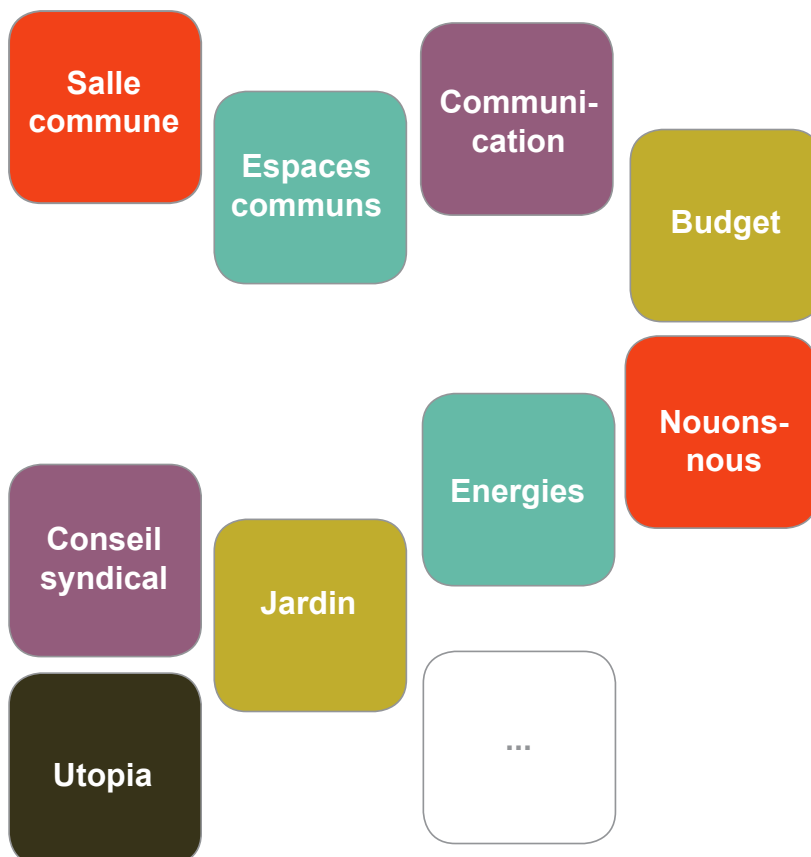 Salle
commune
Espaces
communs
Communi-
cation
Budget
Nouons-
nous
Energies
Conseil
syndical
Jardin
Utopia
...